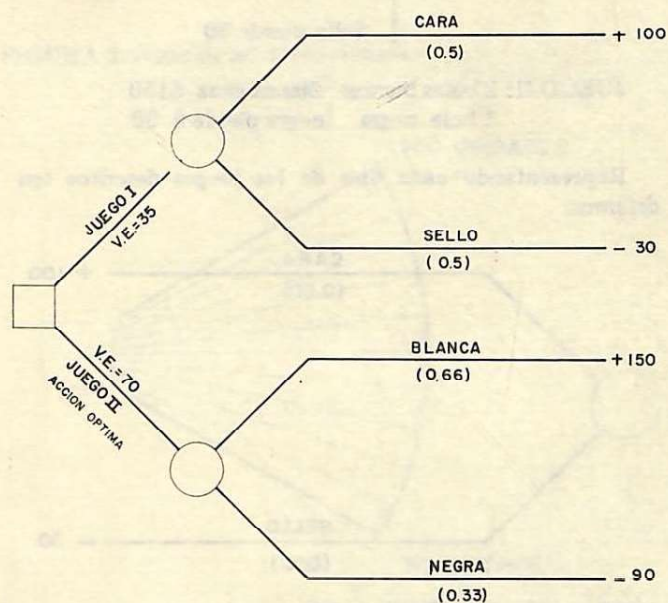 CARA
(0.5)
+ 100
JUEGO I
V.E.=35
SELLO
(0.5)
- 30
V.E.=70
JUEGO II
ACCION OPTIMA
BLANCA
(0.66)
+150
NEGRA
(0.33)
- 90